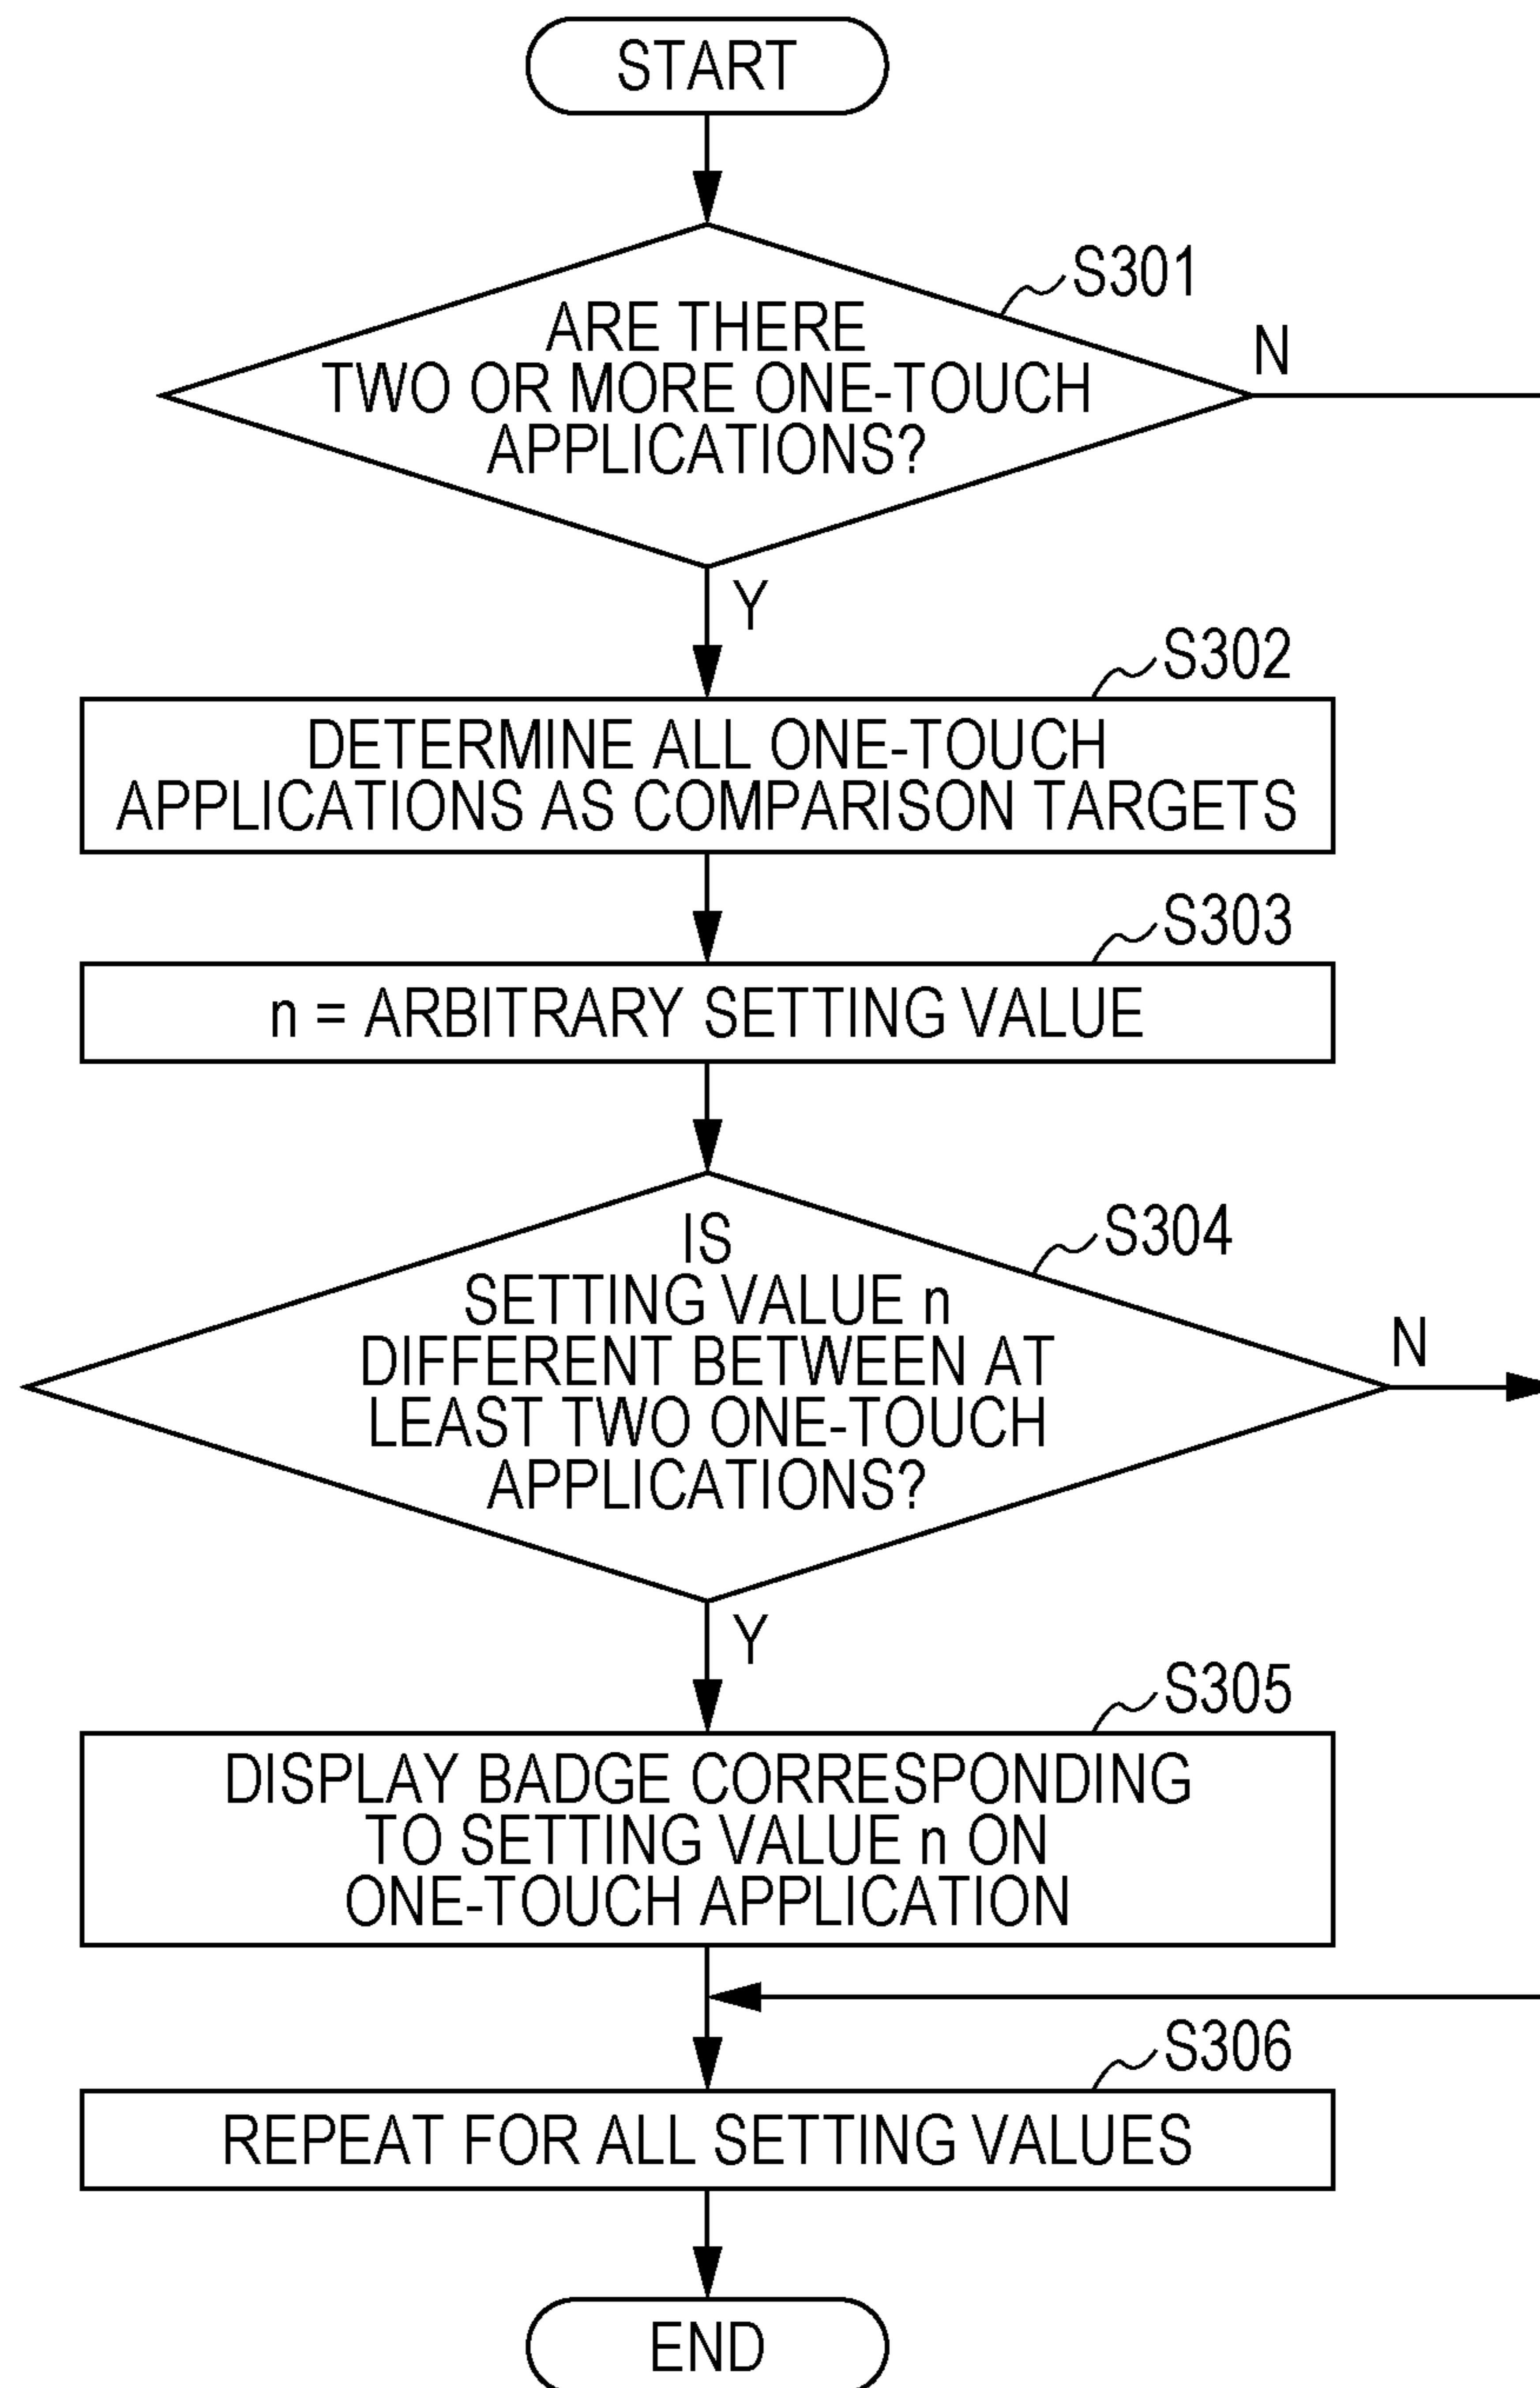 START
S301
ARE THERE
TWO OR MORE ONE-TOUCH
APPLICATIONS?
N
Y
S302
DETERMINE ALL ONE-TOUCH
APPLICATIONS AS COMPARISON TARGETS
S303
n = ARBITRARY SETTING VALUE
S304
IS
SETTING VALUE n
DIFFERENT BETWEEN AT
LEAST TWO ONE-TOUCH
APPLICATIONS?
N
Y
S305
DISPLAY BADGE CORRESPONDING
TO SETTING VALUE n ON
ONE-TOUCH APPLICATION
S306
REPEAT FOR ALL SETTING VALUES
END